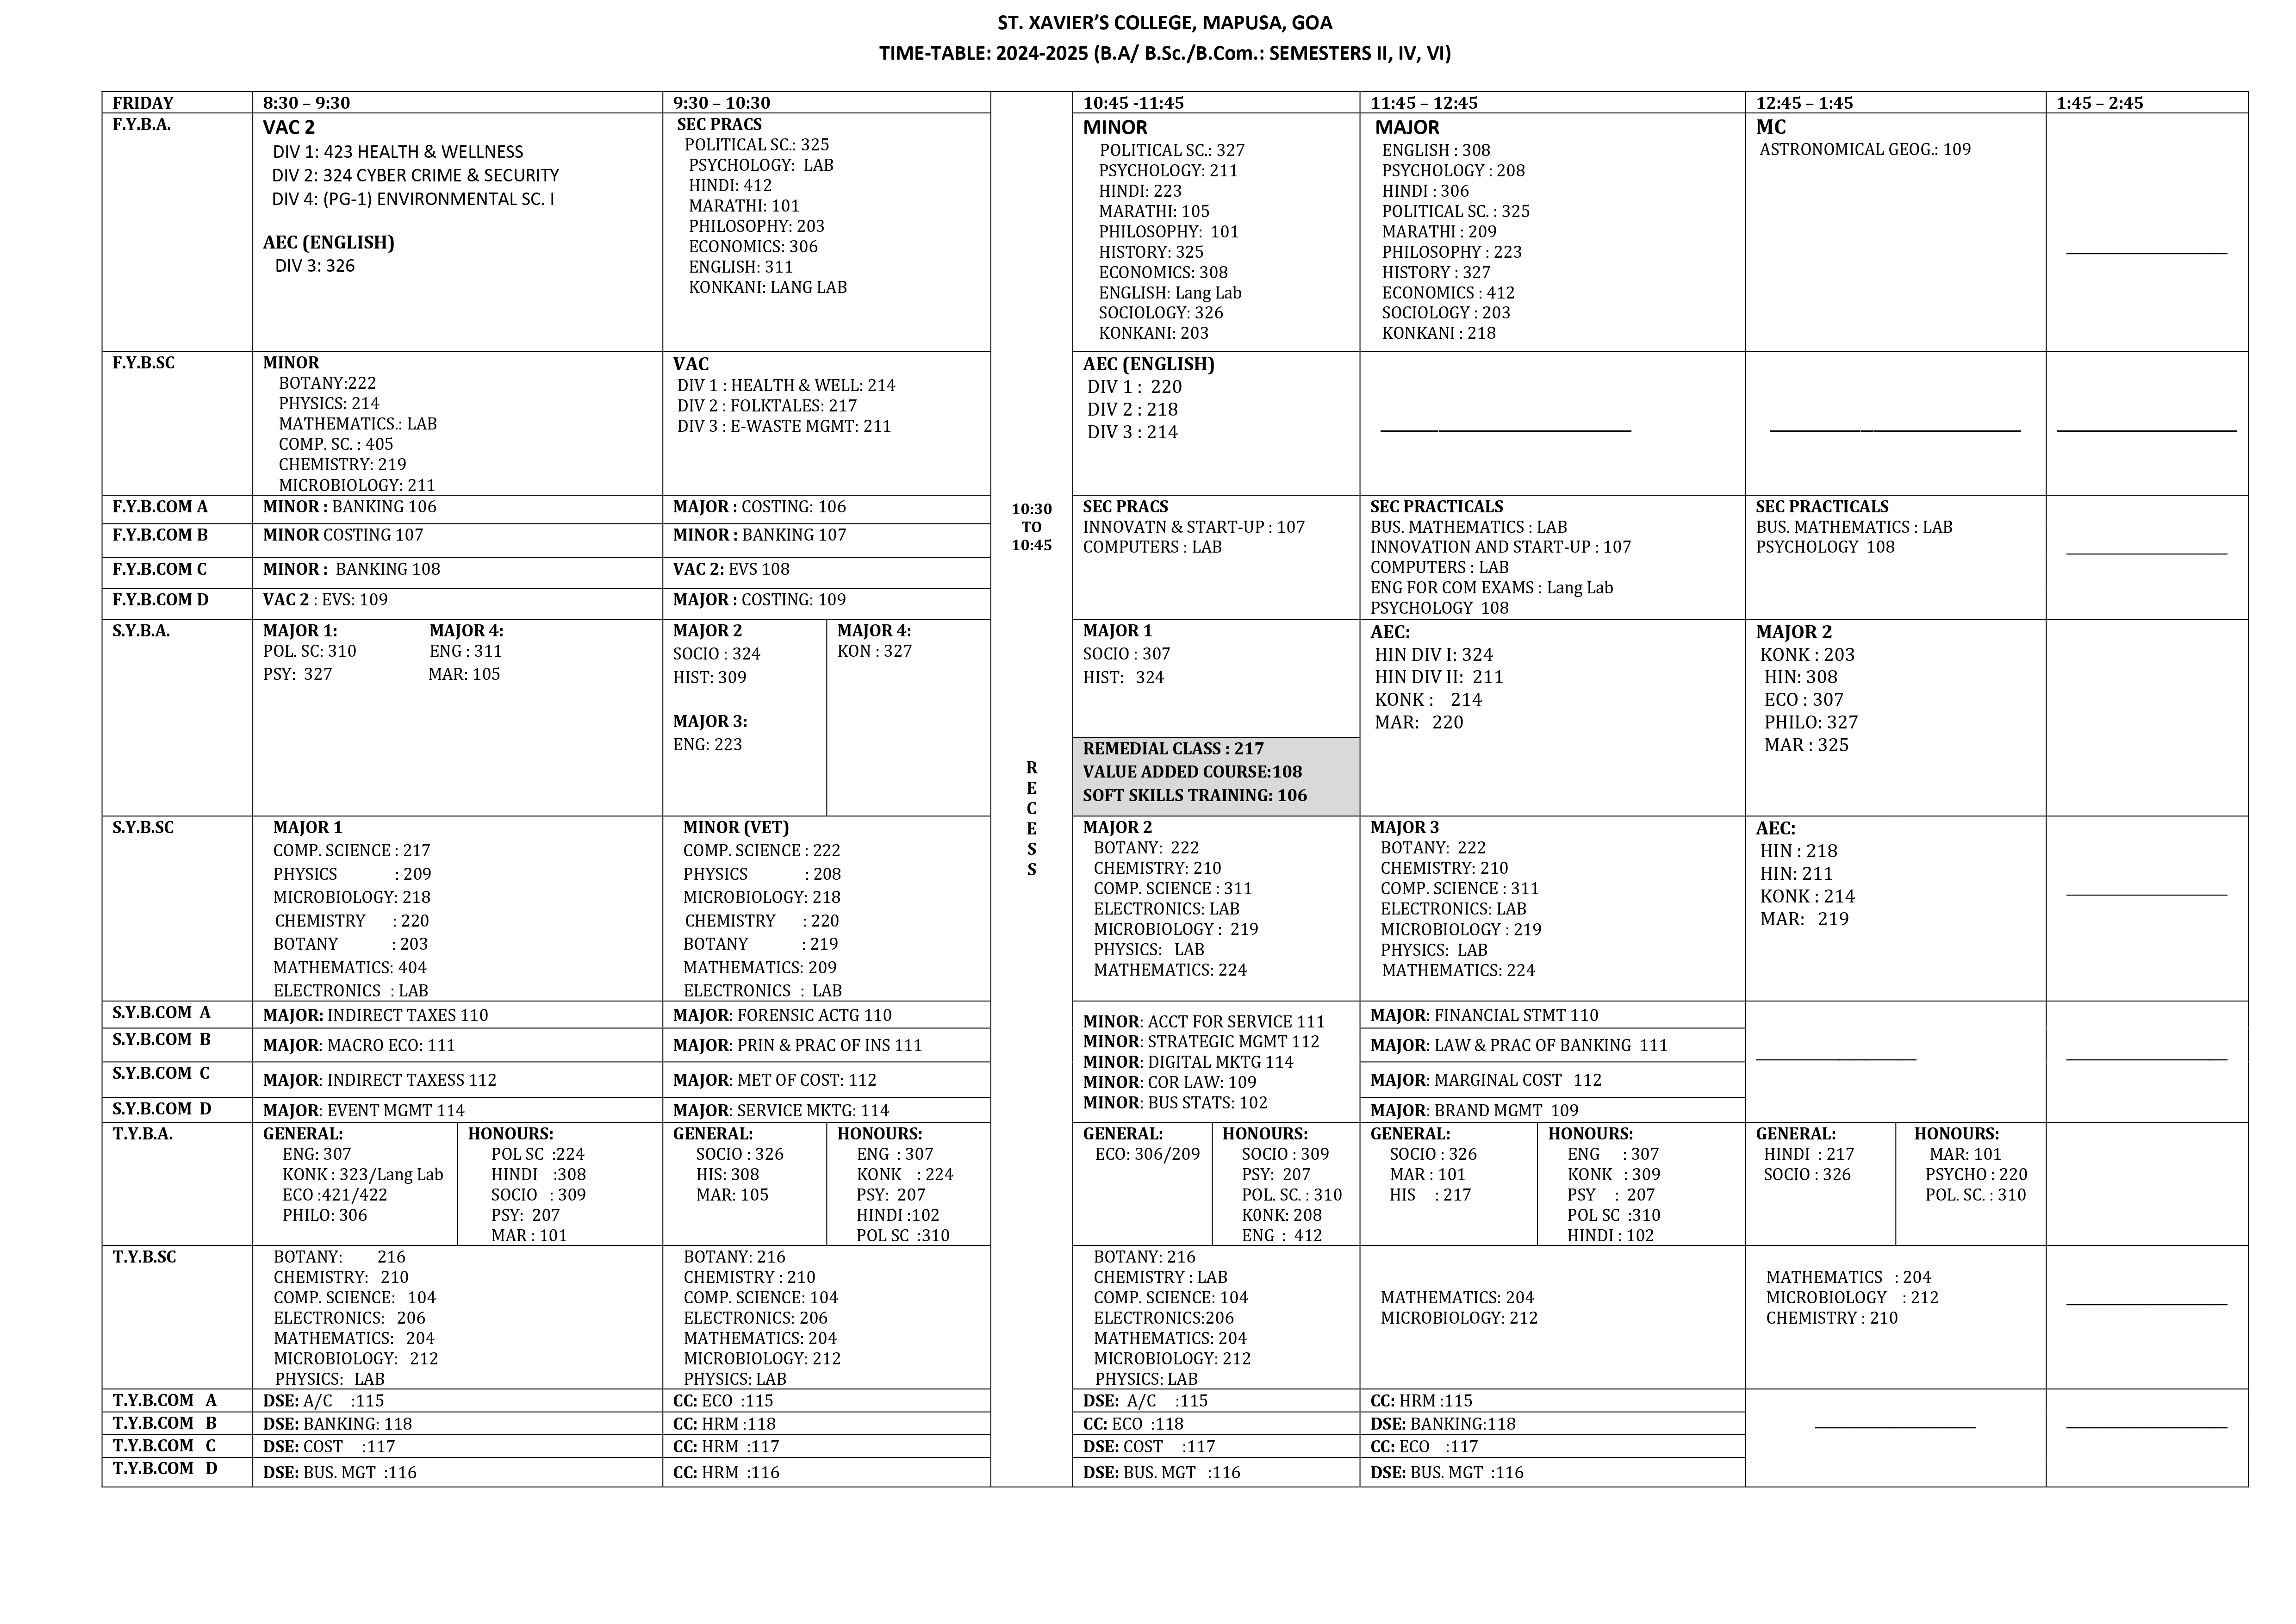 ST. XAVIER’S COLLEGE, MAPUSA, GOA
TIME-TABLE: 2024-2025 (B.A/ B.Sc./B.Com.: SEMESTERS II, IV, VI)
FRIDAY
8:30 – 9:30
9:30 – 10:30
10:45 -11:45
11:45 – 12:45
12:45 – 1:45
1:45 – 2:45
F.Y.B.A.
VAC 2
DIV 1: 423 HEALTH & WELLNESS
DIV 2: 324 CYBER CRIME & SECURITY
DIV 4: (PG-1) ENVIRONMENTAL SC. I
AEC (ENGLISH)
DIV 3: 326
SEC PRACS
POLITICAL SC.: 325
PSYCHOLOGY:  LAB
HINDI: 412
MARATHI: 101
PHILOSOPHY: 203
ECONOMICS: 306
ENGLISH: 311
KONKANI: LANG LAB
MINOR
POLITICAL SC.: 327
PSYCHOLOGY: 211
HINDI: 223
MARATHI: 105
PHILOSOPHY:  101
HISTORY: 325
ECONOMICS: 308
ENGLISH: Lang Lab
SOCIOLOGY: 326
KONKANI: 203
MAJOR
ENGLISH : 308
PSYCHOLOGY : 208
HINDI : 306
POLITICAL SC. : 325
MARATHI : 209
PHILOSOPHY : 223
HISTORY : 327
ECONOMICS : 412
SOCIOLOGY : 203
KONKANI : 218
MC
ASTRONOMICAL GEOG.: 109
F.Y.B.SC
MINOR
BOTANY:222
PHYSICS: 214
MATHEMATICS.: LAB
COMP. SC. : 405
CHEMISTRY: 219
MICROBIOLOGY: 211
VAC
DIV 1 : HEALTH & WELL: 214
DIV 2 : FOLKTALES: 217
DIV 3 : E-WASTE MGMT: 211
AEC (ENGLISH)
DIV 1 :  220
DIV 2 : 218
DIV 3 : 214
F.Y.B.COM A
MINOR : BANKING 106
MAJOR : COSTING: 106
F.Y.B.COM B
MINOR COSTING 107
MINOR : BANKING 107
F.Y.B.COM C
MINOR :  BANKING 108
VAC 2: EVS 108
F.Y.B.COM D
VAC 2 : EVS: 109
MAJOR : COSTING: 109
10:30
TO
10:45
R
E
C
E
S
S
SEC PRACS
INNOVATN & START-UP : 107
COMPUTERS : LAB
SEC PRACTICALS
BUS. MATHEMATICS : LAB
INNOVATION AND START-UP : 107
COMPUTERS : LAB
ENG FOR COM EXAMS : Lang Lab
PSYCHOLOGY  108
SEC PRACTICALS
BUS. MATHEMATICS : LAB
PSYCHOLOGY  108
S.Y.B.A.
MAJOR 1:
POL. SC: 310
PSY:  327
MAJOR 4:
ENG : 311
MAR: 105
MAJOR 2
SOCIO : 324
HIST: 309
MAJOR 3:
ENG: 223
MAJOR 4:
KON : 327
MAJOR 1
SOCIO : 307
HIST:   324
REMEDIAL CLASS : 217
VALUE ADDED COURSE:108
SOFT SKILLS TRAINING: 106
AEC:
HIN DIV I: 324
HIN DIV II:  211
KONK :    214
MAR:   220
MAJOR 2
KONK : 203
HIN: 308
ECO : 307
PHILO: 327
MAR : 325
S.Y.B.SC
MAJOR 1
COMP. SCIENCE : 217
PHYSICS : 209
MICROBIOLOGY: 218
CHEMISTRY : 220
BOTANY : 203
MATHEMATICS: 404
ELECTRONICS  : LAB
MINOR (VET)
COMP. SCIENCE : 222
PHYSICS : 208
MICROBIOLOGY: 218
CHEMISTRY : 220
BOTANY : 219
MATHEMATICS: 209
ELECTRONICS  :  LAB
MAJOR 2
BOTANY:  222
CHEMISTRY: 210
COMP. SCIENCE : 311
ELECTRONICS: LAB
MICROBIOLOGY :  219
PHYSICS:   LAB
MATHEMATICS: 224
MAJOR 3
BOTANY:  222
CHEMISTRY: 210
COMP. SCIENCE : 311
ELECTRONICS: LAB
MICROBIOLOGY : 219
PHYSICS:  LAB
MATHEMATICS: 224
AEC:
HIN : 218
HIN: 211
KONK : 214
MAR:   219
S.Y.B.COM  A
MAJOR: INDIRECT TAXES 110
MAJOR: FORENSIC ACTG 110
S.Y.B.COM  B
MAJOR: MACRO ECO: 111
MAJOR: PRIN & PRAC OF INS 111
S.Y.B.COM  C
MAJOR: INDIRECT TAXESS 112
MAJOR: MET OF COST: 112
S.Y.B.COM  D
MAJOR: EVENT MGMT 114
MAJOR: SERVICE MKTG: 114
MINOR: ACCT FOR SERVICE 111
MINOR: STRATEGIC MGMT 112
MINOR: DIGITAL MKTG 114
MINOR: COR LAW: 109
MINOR: BUS STATS: 102
MAJOR: FINANCIAL STMT 110
MAJOR: LAW & PRAC OF BANKING  111
MAJOR: MARGINAL COST   112
MAJOR: BRAND MGMT  109
T.Y.B.A.
GENERAL:
ENG: 307
KONK : 323/Lang Lab
ECO :421/422
PHILO: 306
HONOURS:
POL SC  :224
HINDI   :308
SOCIO   : 309
PSY:  207
MAR : 101
GENERAL:
SOCIO : 326
HIS: 308
MAR: 105
HONOURS:
ENG  : 307
KONK    : 224
PSY:  207
HINDI :102
POL SC  :310
GENERAL:
ECO: 306/209
HONOURS:
SOCIO : 309
PSY:  207
POL. SC. : 310
K0NK: 208
ENG :  412
GENERAL:
SOCIO : 326
MAR : 101
HIS     : 217
HONOURS:
ENG      : 307
KONK   : 309
PSY     :  207
POL SC  :310
HINDI : 102
GENERAL:
HINDI  : 217
SOCIO : 326
HONOURS:
MAR: 101
PSYCHO : 220
POL. SC. : 310
T.Y.B.SC
BOTANY:        216
CHEMISTRY:   210
COMP. SCIENCE:   104
ELECTRONICS:   206
MATHEMATICS:   204
MICROBIOLOGY:   212
PHYSICS:   LAB
BOTANY: 216
CHEMISTRY : 210
COMP. SCIENCE: 104
ELECTRONICS: 206
MATHEMATICS: 204
MICROBIOLOGY: 212
PHYSICS: LAB
BOTANY: 216
CHEMISTRY : LAB
COMP. SCIENCE: 104
ELECTRONICS:206
MATHEMATICS: 204
MICROBIOLOGY: 212
PHYSICS: LAB
MATHEMATICS: 204
MICROBIOLOGY: 212
MATHEMATICS   : 204
MICROBIOLOGY    : 212
CHEMISTRY : 210
T.Y.B.COM   A
DSE: A/C    :115
CC: ECO  :115
DSE:  A/C    :115
CC: HRM :115
T.Y.B.COM   B
DSE: BANKING: 118
CC: HRM :118
CC: ECO  :118
DSE: BANKING:118
T.Y.B.COM   C
DSE: COST     :117
CC: HRM  :117
DSE: COST     :117
CC: ECO    :117
T.Y.B.COM   D
DSE: BUS. MGT  :116
CC: HRM  :116
DSE: BUS. MGT   :116
DSE: BUS. MGT  :116